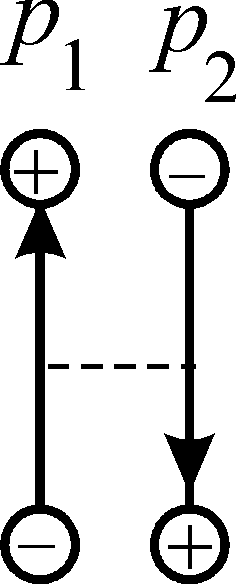 p1 p2
+ −
− +